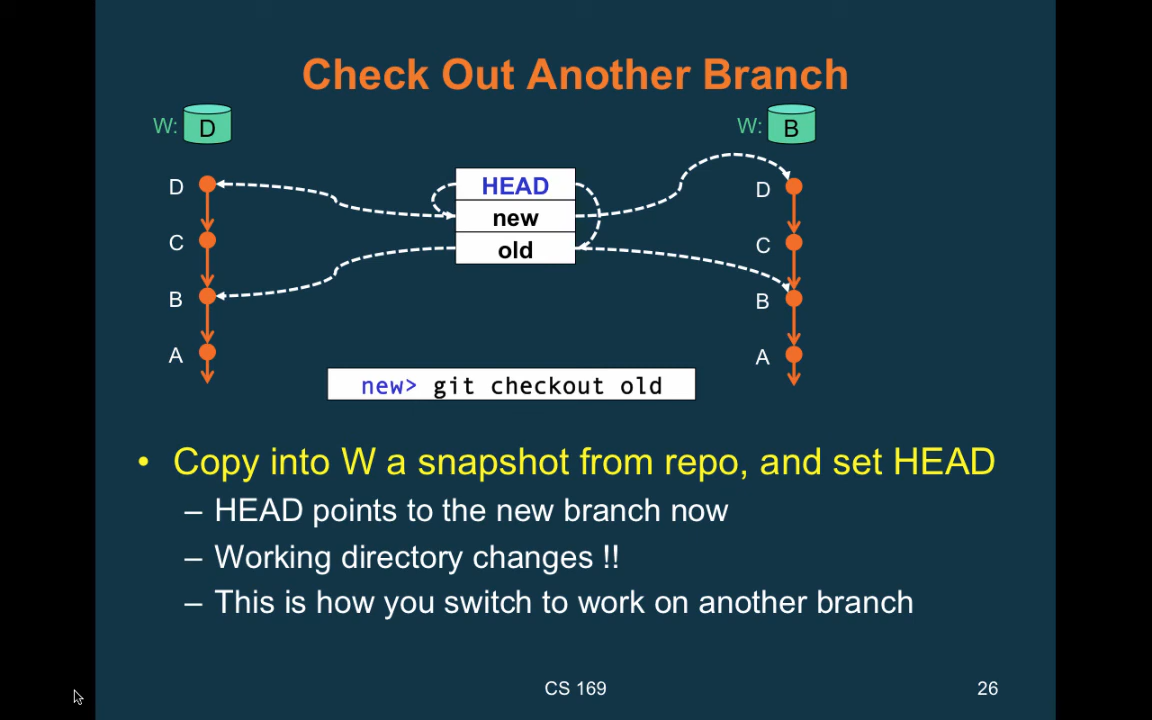 Check Out Another Branch
W: D
W: B
D
C
B
A
HEAD
new
old
D
C
B
A
new> git checkout old
• Copy into W a snapshot from repo, and set HEAD
– HEAD points to the new branch now
– Working directory changes !!
– This is how you switch to work on another branch
CS 169
26